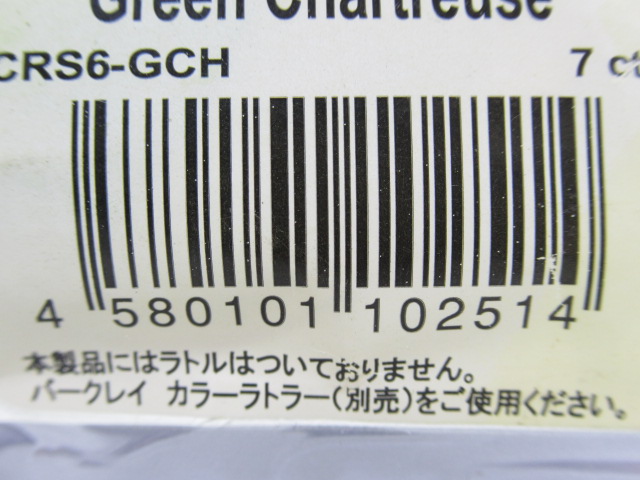 Green Chartreuse
CRS6-GCH 7 ct
4 580101 102514
本製品にはラトルはついておりません。
バークレイ カラーラトラー(別売)をご使用ください。